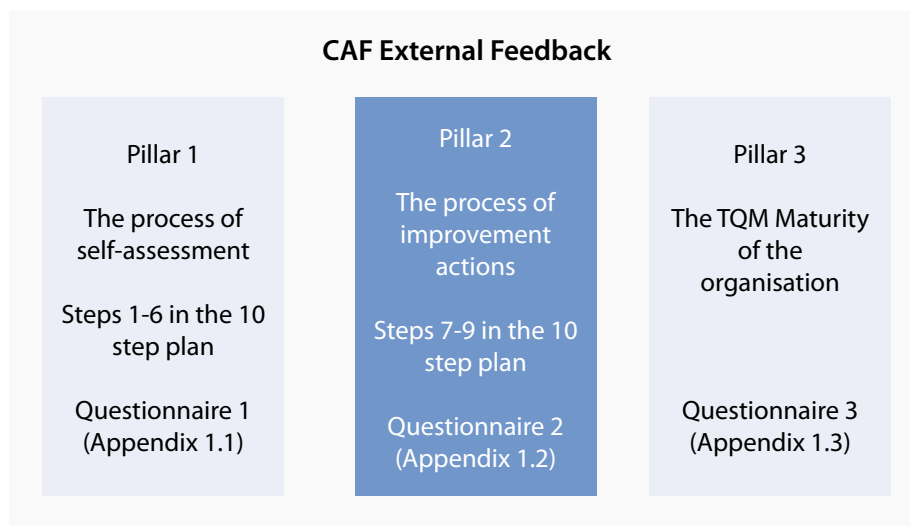 CAF External Feedback
Pillar 1
The process of
self-assessment
Steps 1-6 in the 10
step plan
Questionnaire 1
(Appendix 1.1)
Pillar 2
The process of
improvement
actions
Steps 7-9 in the 10
step plan
Questionnaire 2
(Appendix 1.2)
Pillar 3
The TQM Maturity
of the
organisation
Questionnaire 3
(Appendix 1.3)